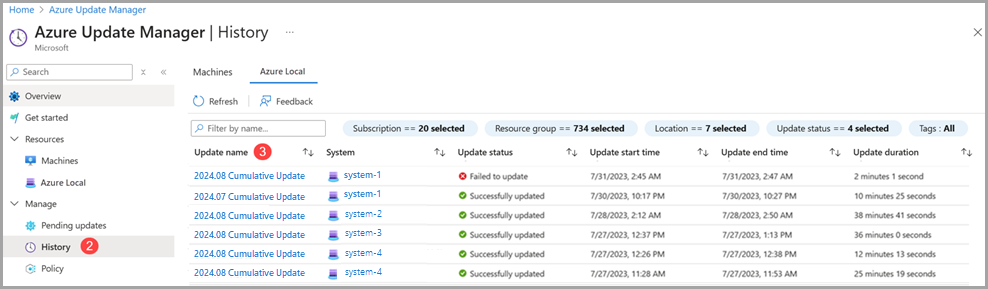 Home > Azure Update Manager
Azure Update Manager | History ...
Microsoft
Search
Overview
Get started
Resources
Machines
Azure Local
Manage
Pending updates
History 2
Policy
Machines Azure Local
Refresh Feedback
Filter by name... Subscription == 20 selected Resource group == 734 selected Location == 7 selected Update status == 4 selected Tags : All
Update name 3 System Update status Update start time Update end time Update duration
2024.08 Cumulative Update system-1 Failed to update 7/31/2023, 2:45 AM 7/31/2023, 2:47 AM 2 minutes 1 second
2024.07 Cumulative Update system-1 Successfully updated 7/30/2023, 10:17 PM 7/30/2023, 10:27 PM 10 minutes 25 seconds
2024.08 Cumulative Update system-2 Successfully updated 7/28/2023, 2:12 AM 7/28/2023, 2:50 AM 38 minutes 41 seconds
2024.08 Cumulative Update system-3 Successfully updated 7/27/2023, 12:37 PM 7/27/2023, 1:13 PM 36 minutes 0 seconds
2024.08 Cumulative Update system-4 Successfully updated 7/27/2023, 12:26 PM 7/27/2023, 12:38 PM 12 minutes 13 seconds
2024.08 Cumulative Update system-4 Successfully updated 7/27/2023, 11:28 AM 7/27/2023, 11:53 AM 25 minutes 19 seconds